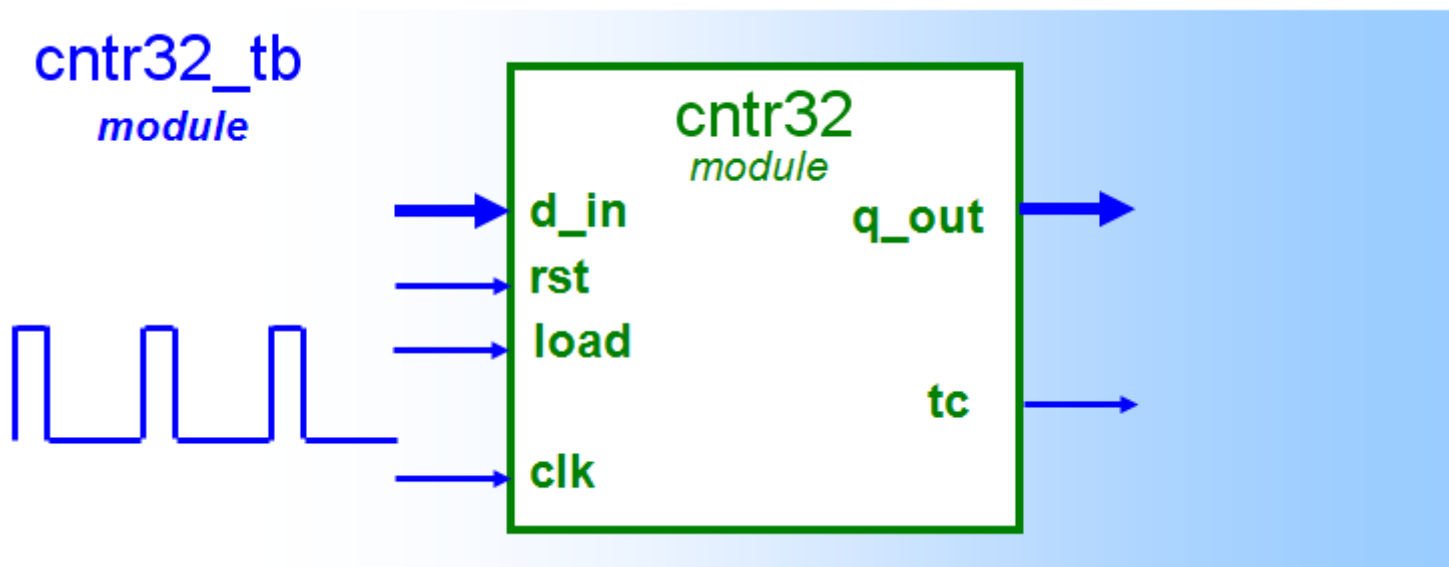 cntr32_tb
module
cntr32
module
d_in
q_out
rst
load
tc
clk